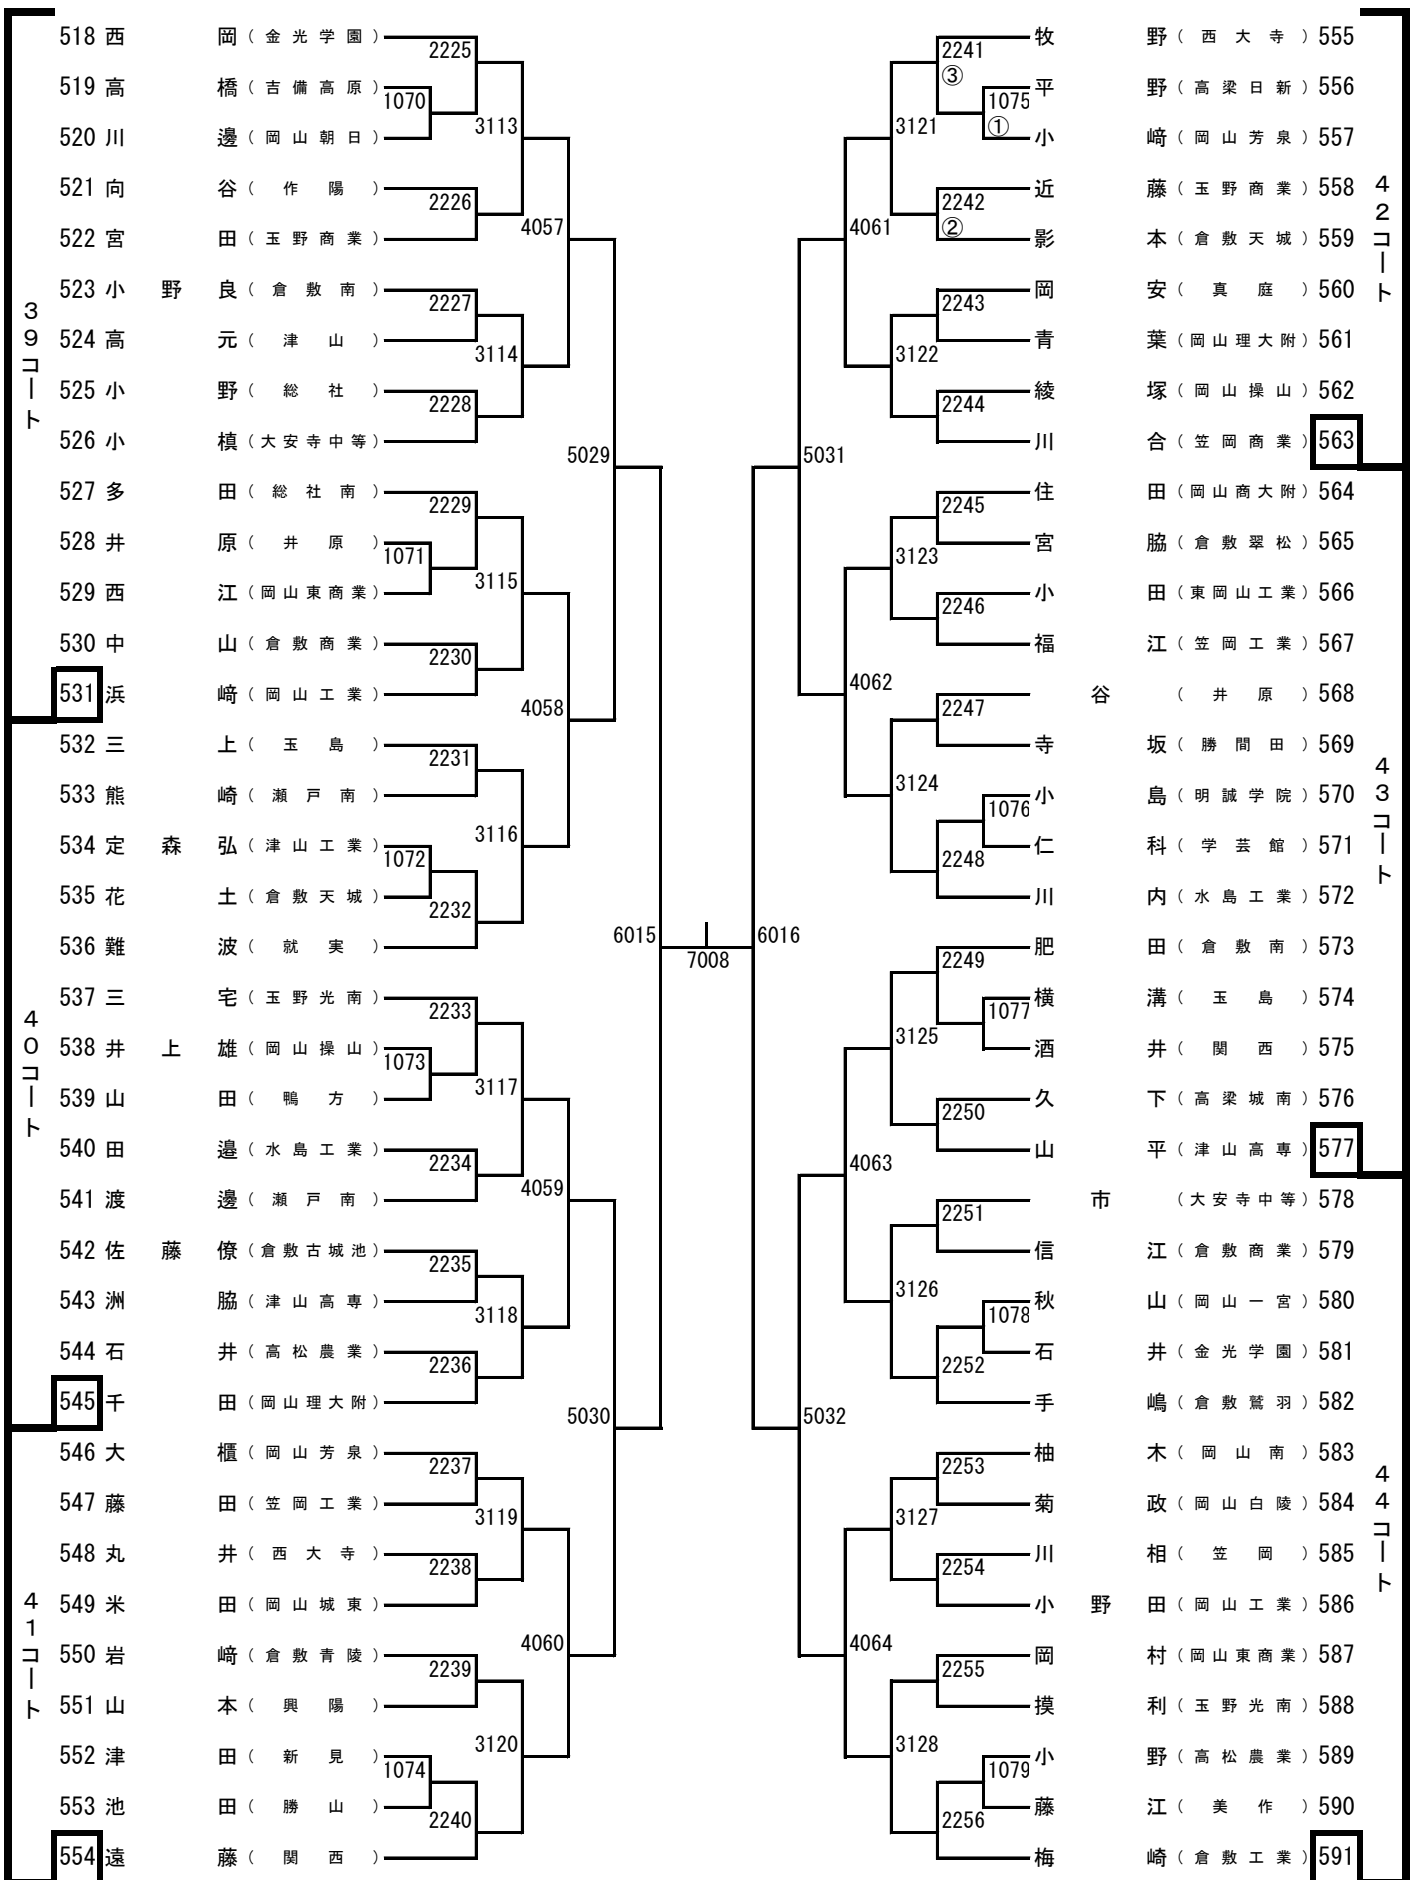 39コート
518 西岡 (金光学園)
2225
519 高橋 (吉備高原)
1070
520 川邊 (岡山朝日)
3113
521 向谷 (作陽)
2226
522 宮田 (玉野商業)
4057
523 小野良 (倉敷南)
2227
524 高元 (津山)
3114
525 小野 (総社)
2228
526 小槙 (大安寺中等)
5029
527 多田 (総社南)
2229
528 井原 (井原)
1071
529 西江 (岡山東商業)
3115
530 中山 (倉敷商業)
2230
531 浜﨑 (岡山工業)
4058
40コート
532 三上 (玉島)
2231
533 熊崎 (瀬戸南)
3116
534 定森弘 (津山工業)
1072
535 花土 (倉敷天城)
2232
536 難波 (就実)
6015
537 三宅 (玉野光南)
2233
538 井上雄 (岡山操山)
1073
539 山田 (鴨方)
3117
540 田邉 (水島工業)
2234
541 渡邊 (瀬戸南)
4059
542 佐藤僚 (倉敷古城池)
2235
543 洲脇 (津山高専)
3118
544 石井 (高松農業)
2236
545 千田 (岡山理大附)
5030
41コート
546 大櫃 (岡山芳泉)
2237
547 藤田 (笠岡工業)
3119
548 丸井 (西大寺)
2238
549 米田 (岡山城東)
4060
550 岩﨑 (倉敷青陵)
2239
551 山本 (興陽)
3120
552 津田 (新見)
1074
553 池田 (勝山)
2240
554 遠藤 (関西)
7008
42コート
牧野 (西大寺) 555
2241
③
平野 (高梁日新) 556
1075
①
小﨑 (岡山芳泉) 557
3121
近藤 (玉野商業) 558
2242
②
影本 (倉敷天城) 559
4061
岡安 (真庭) 560
2243
青葉 (岡山理大附) 561
3122
綾塚 (岡山操山) 562
2244
川合 (笠岡商業) 563
5031
43コート
住田 (岡山商大附) 564
2245
宮脇 (倉敷翠松) 565
3123
小田 (東岡山工業) 566
2246
福江 (笠岡工業) 567
4062
谷 (井原) 568
2247
寺坂 (勝間田) 569
3124
小島 (明誠学院) 570
1076
仁科 (学芸館) 571
2248
川内 (水島工業) 572
6016
肥田 (倉敷南) 573
2249
横溝 (玉島) 574
1077
酒井 (関西) 575
3125
久下 (高梁城南) 576
2250
山平 (津山高専) 577
4063
44コート
市 (大安寺中等) 578
2251
信江 (倉敷商業) 579
3126
秋山 (岡山一宮) 580
1078
石井 (金光学園) 581
2252
手嶋 (倉敷鷲羽) 582
5032
柚木 (岡山南) 583
2253
菊政 (岡山白陵) 584
3127
川相 (笠岡) 585
2254
小野田 (岡山工業) 586
4064
岡村 (岡山東商業) 587
2255
摸利 (玉野光南) 588
3128
小野 (高松農業) 589
1079
藤江 (美作) 590
2256
梅崎 (倉敷工業) 591